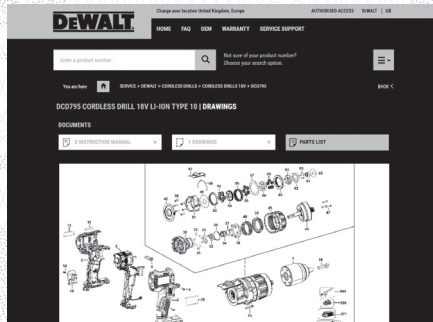 Change your location United Kingdom, Europe
AUTHORISED ACCESS DEWALT | GB
DEWALT
HOME FAQ OEM WARRANTY SERVICE SUPPORT
Enter a product number
Not sure of your product number?
Choose your search option.
You are here
SERVICE > DEWALT > CORDLESS DRILLS > CORDLESS DRILLS 18V > DCD795
BACK <
DCD795 CORDLESS DRILL 18V LI-ION TYPE 10 | DRAWINGS
DOCUMENTS
2 INSTRUCTION MANUAL
1 DRAWINGS
PARTS LIST